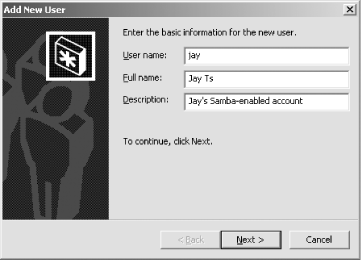 Add New User
Enter the basic information for the new user.
User name: jay
Full name: Jay Ts
Description: Jay's Samba-enabled account
To continue, click Next.
< Back Next > Cancel